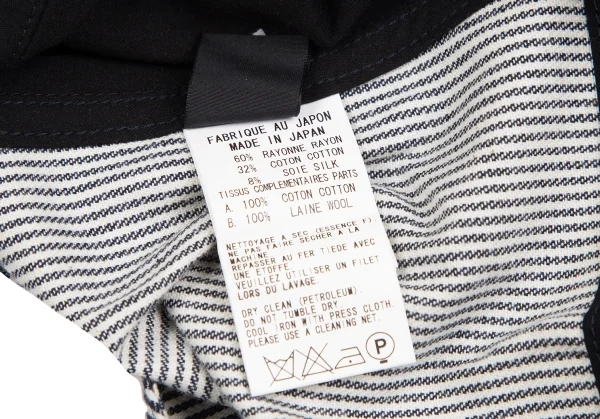 FABRIQUE AU JAPON
MADE IN JAPAN
60% RAYONNE RAYON
32% COTON COTTON
8% SOIE SILK
TISSUS COMPLEMENTAIRES PARTS
A. 100% COTON COTTON
B. 100% LAINE WOOL
NETTOYAGE A SEC (ESSENCE F)
NE PAS FAIRE SECHER A LA
MACHINE
REPASSER AU FER TIEDE AVEC
UNE ETOFFE
VEUILLEZ UTILISER UN FILET
LORS DU LAVAGE.
DRY CLEAN (PETROLEUM).
DO NOT TUMBLE DRY.
COOL IRON WITH PRESS CLOTH.
PLEASE USE A CLEANING NET.
P